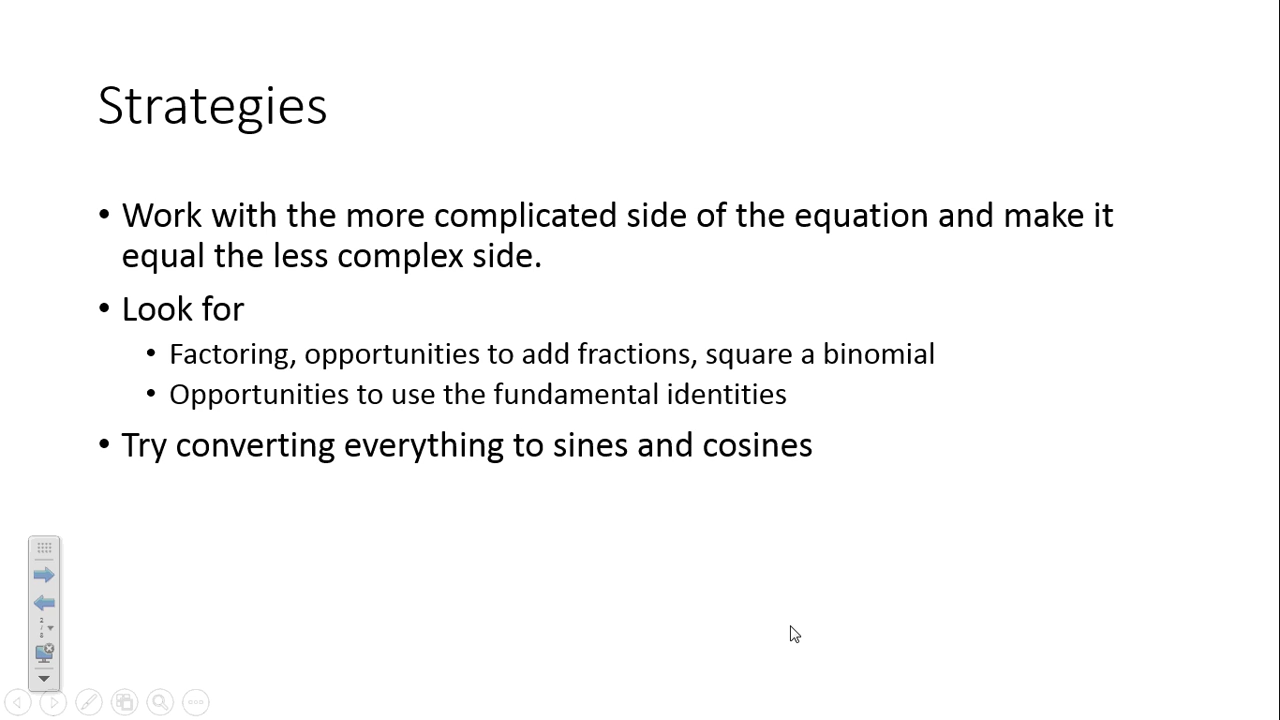 Strategies
• Work with the more complicated side of the equation and make it
equal the less complex side.
• Look for
• Factoring, opportunities to add fractions, square a binomial
• Opportunities to use the fundamental identities
• Try converting everything to sines and cosines